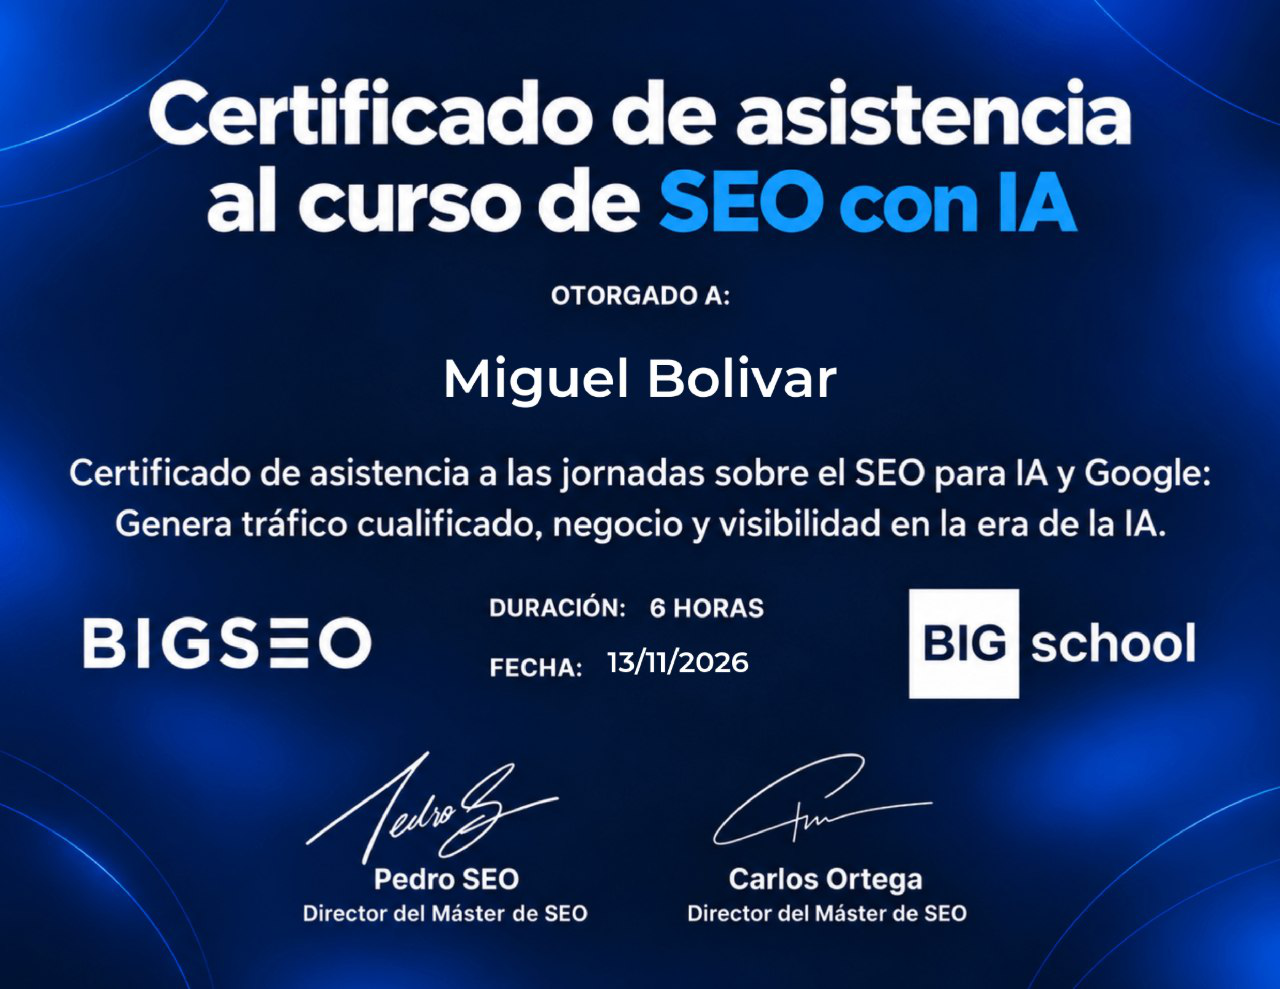 Certificado de asistencia
al curso de SEO con IA
OTORGADO A:
Miguel Bolivar
Certificado de asistencia a las jornadas sobre el SEO para IA y Google:
Genera tráfico cualificado, negocio y visibilidad en la era de la IA.
BIGSEO
DURACIÓN: 6 HORAS
FECHA: 13/11/2026
BIG school
Pedro S
Pedro SEO
Director del Máster de SEO
Carlos Ortega
Director del Máster de SEO